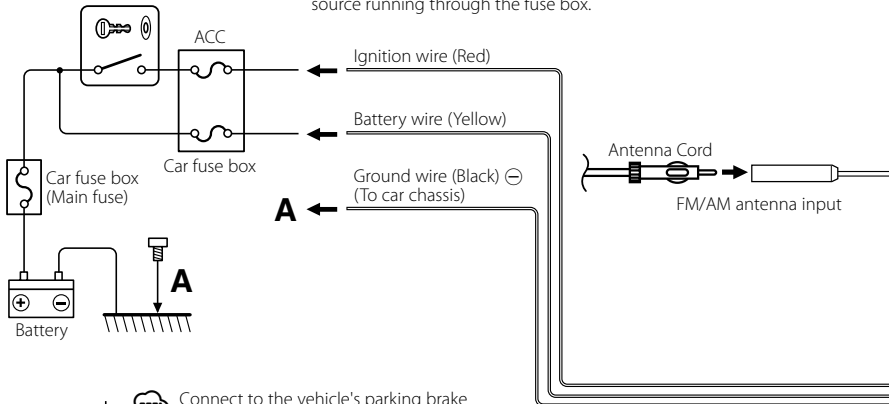 source running through the fuse box.
ACC
Ignition wire (Red)
Battery wire (Yellow)
Car fuse box
Antenna Cord
Car fuse box
(Main fuse)
Ground wire (Black) ⊖
(To car chassis)
A
FM/AM antenna input
A
+ −
Battery
Connect to the vehicle's parking brake